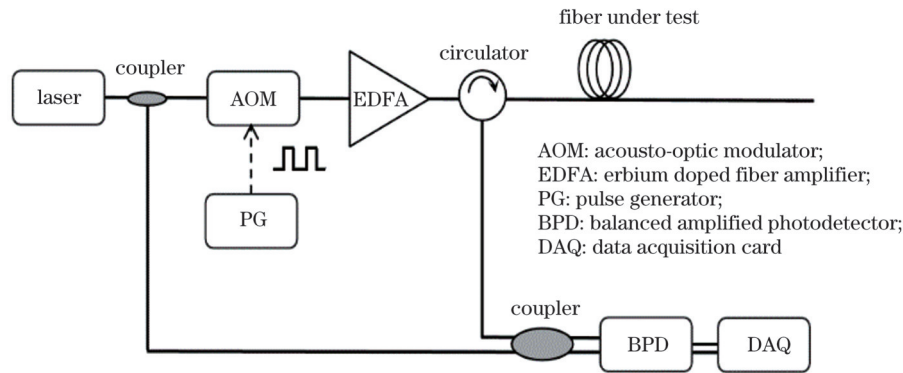 fiber under test
coupler
circulator
laser
AOM
EDFA
PG
AOM: acousto-optic modulator;
EDFA: erbium doped fiber amplifier;
PG: pulse generator;
BPD: balanced amplified photodetector;
DAQ: data acquisition card
coupler
BPD
DAQ